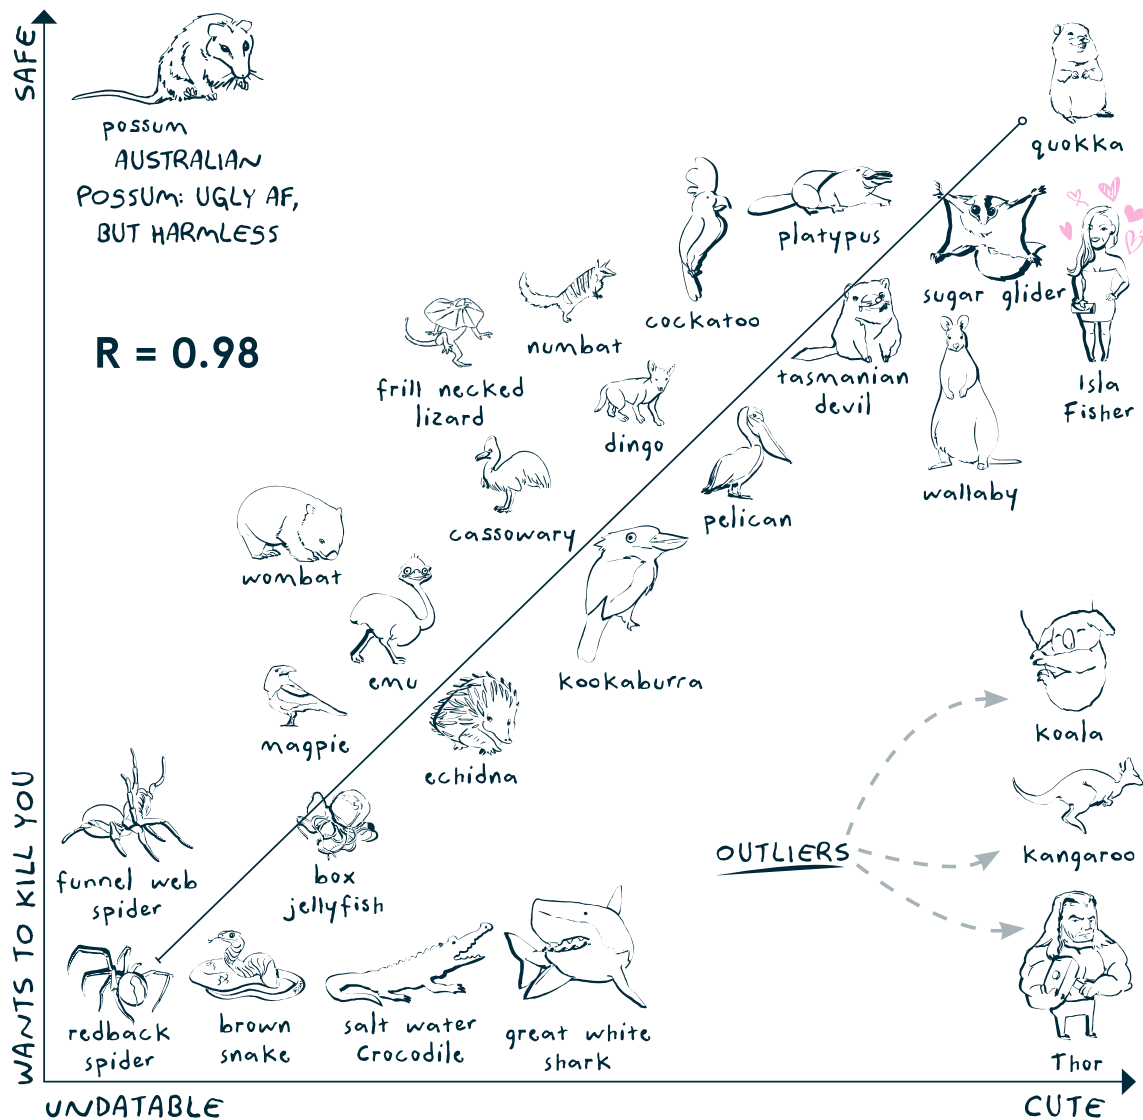 SAFE
possum
AUSTRALIAN
POSSUM: UGLY AF,
BUT HARMLESS
quokka
platypus
sugar glider
cockatoo
numbat
R = 0.98
frill necked
lizard
tasmanian
devil
Isla
Fisher
dingo
wallaby
pelican
cassowary
wombat
emu
kookaburra
magpie
echidna
koala
OUTLIERS
kangaroo
funnel web
spider
box
jellyfish
redback
spider
brown
snake
salt water
crocodile
great white
shark
Thor
WANTS TO KILL YOU
UNDATABLE
CUTE